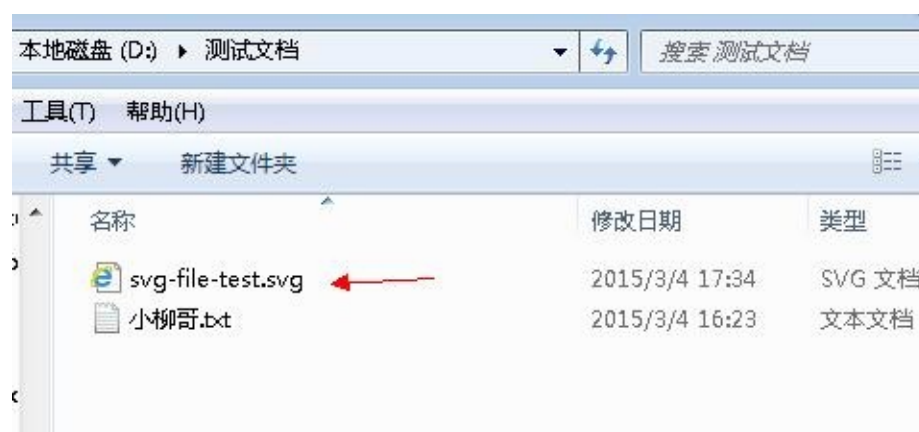 本地磁盘 (D:) ▸ 测试文档 搜索 测试文档
工具(T) 帮助(H)
共享 新建文件夹
名称 修改日期 类型
svg-file-test.svg 2015/3/4 17:34 SVG 文档
小柳哥.txt 2015/3/4 16:23 文本文档